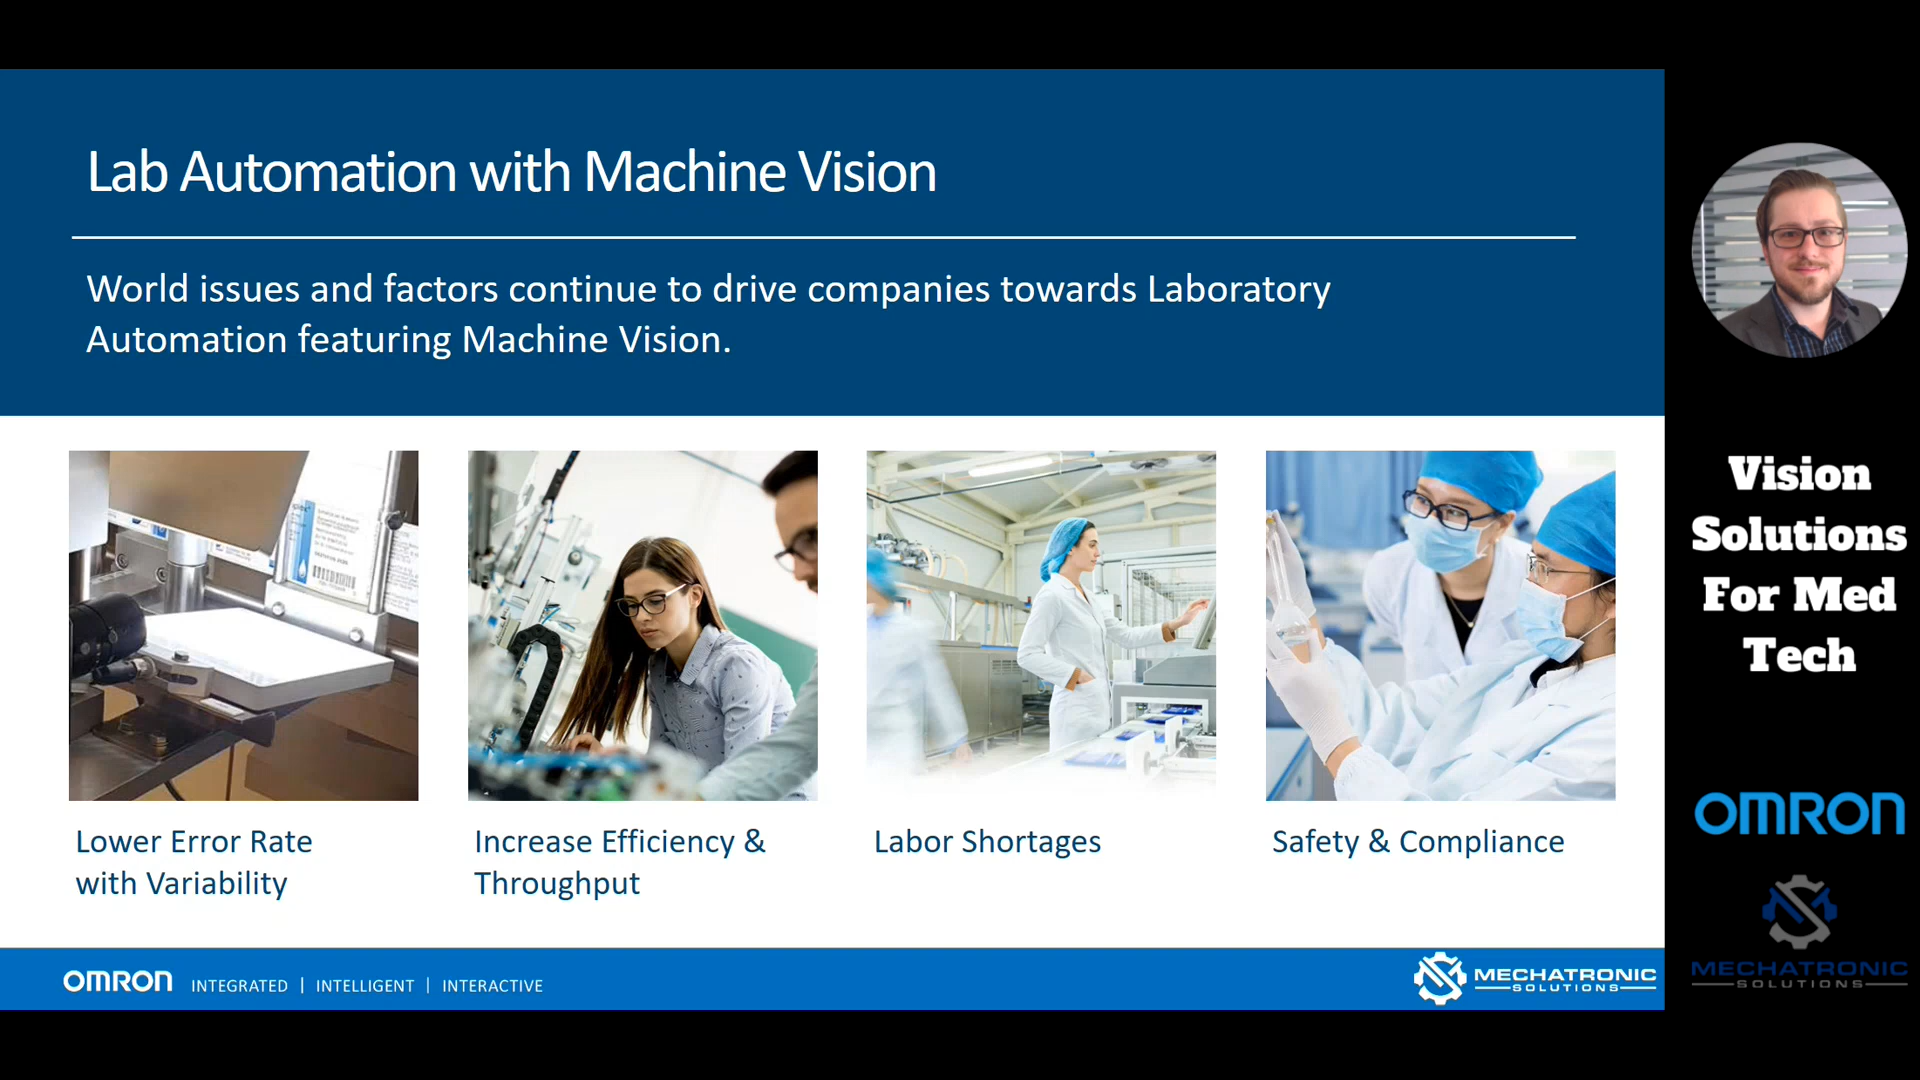 Lab Automation with Machine Vision
World issues and factors continue to drive companies towards Laboratory
Automation featuring Machine Vision.
Lower Error Rate
with Variability
Increase Efficiency &
Throughput
Labor Shortages
Safety & Compliance
OMRON INTEGRATED | INTELLIGENT | INTERACTIVE
MECHATRONIC
SOLUTIONS
Vision
Solutions
For Med
Tech
OMRON
MECHATRONIC
SOLUTIONS